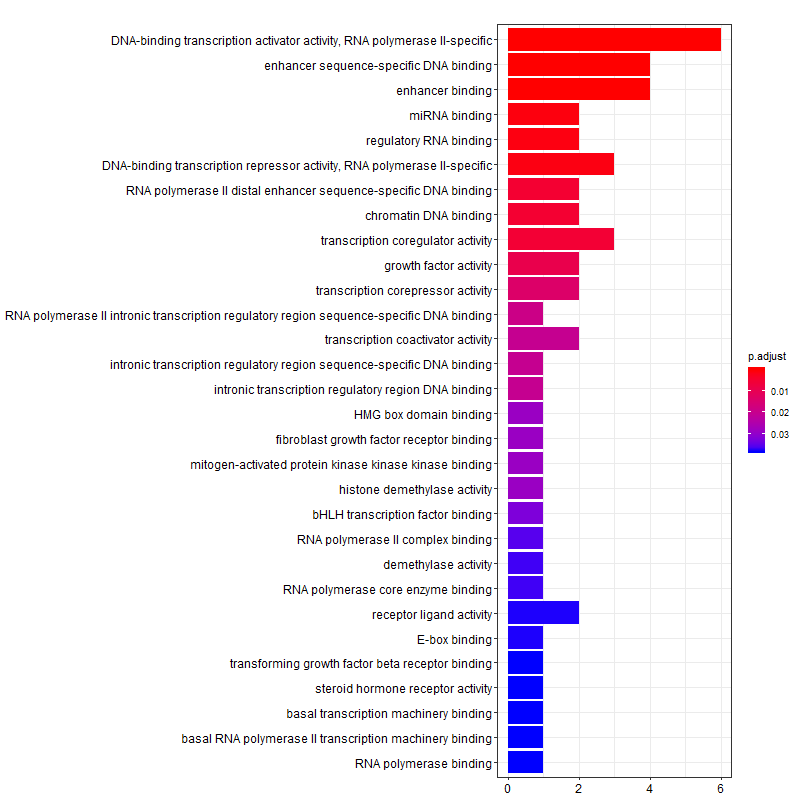 DNA-binding transcription activator activity, RNA polymerase II-specific
enhancer sequence-specific DNA binding
enhancer binding
miRNA binding
regulatory RNA binding
DNA-binding transcription repressor activity, RNA polymerase II-specific
RNA polymerase II distal enhancer sequence-specific DNA binding
chromatin DNA binding
transcription coregulator activity
growth factor activity
transcription corepressor activity
RNA polymerase II intronic transcription regulatory region sequence-specific DNA binding
transcription coactivator activity
intronic transcription regulatory region sequence-specific DNA binding
intronic transcription regulatory region DNA binding
HMG box domain binding
fibroblast growth factor receptor binding
mitogen-activated protein kinase kinase kinase binding
histone demethylase activity
bHLH transcription factor binding
RNA polymerase II complex binding
demethylase activity
RNA polymerase core enzyme binding
receptor ligand activity
E-box binding
transforming growth factor beta receptor binding
steroid hormone receptor activity
basal transcription machinery binding
basal RNA polymerase II transcription machinery binding
RNA polymerase binding
0 2 4 6
p.adjust
0.01
0.02
0.03